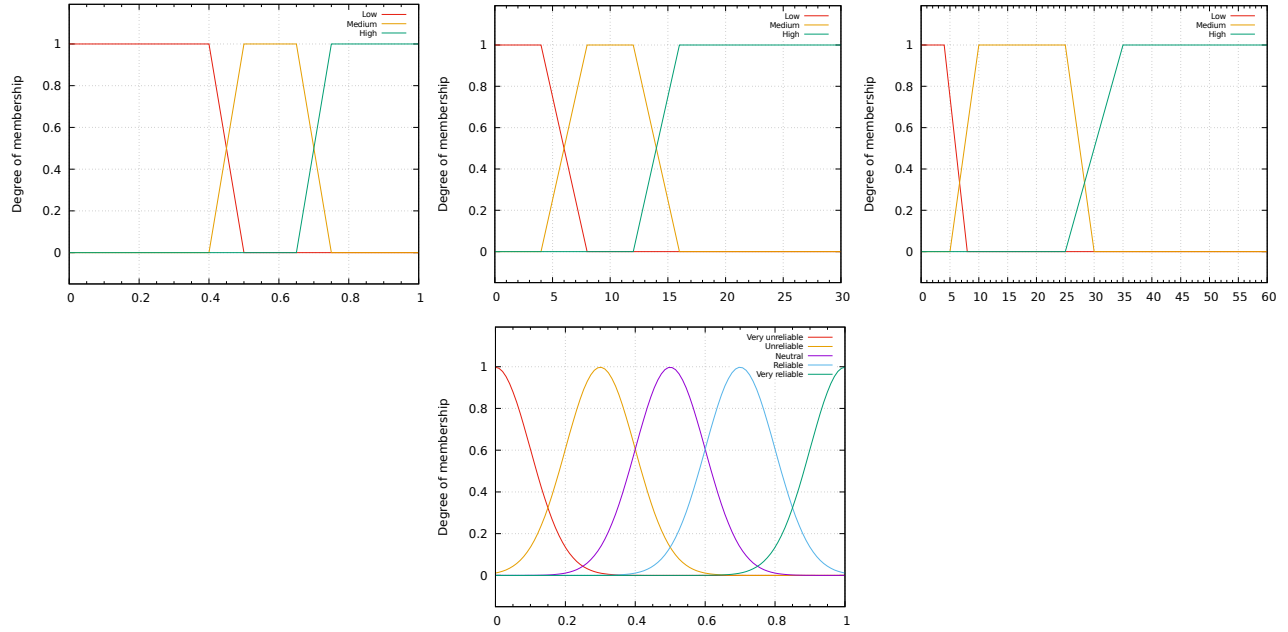 Low
Medium
High
Degree of membership
1
0.8
0.6
0.4
0.2
0
0 0.2 0.4 0.6 0.8 1
Low
Medium
High
Degree of membership
1
0.8
0.6
0.4
0.2
0
0 5 10 15 20 25 30
Low
Medium
High
Degree of membership
1
0.8
0.6
0.4
0.2
0
0 5 10 15 20 25 30 35 40 45 50 55 60
Very unreliable
Unreliable
Neutral
Reliable
Very reliable
Degree of membership
1
0.8
0.6
0.4
0.2
0
0 0.2 0.4 0.6 0.8 1